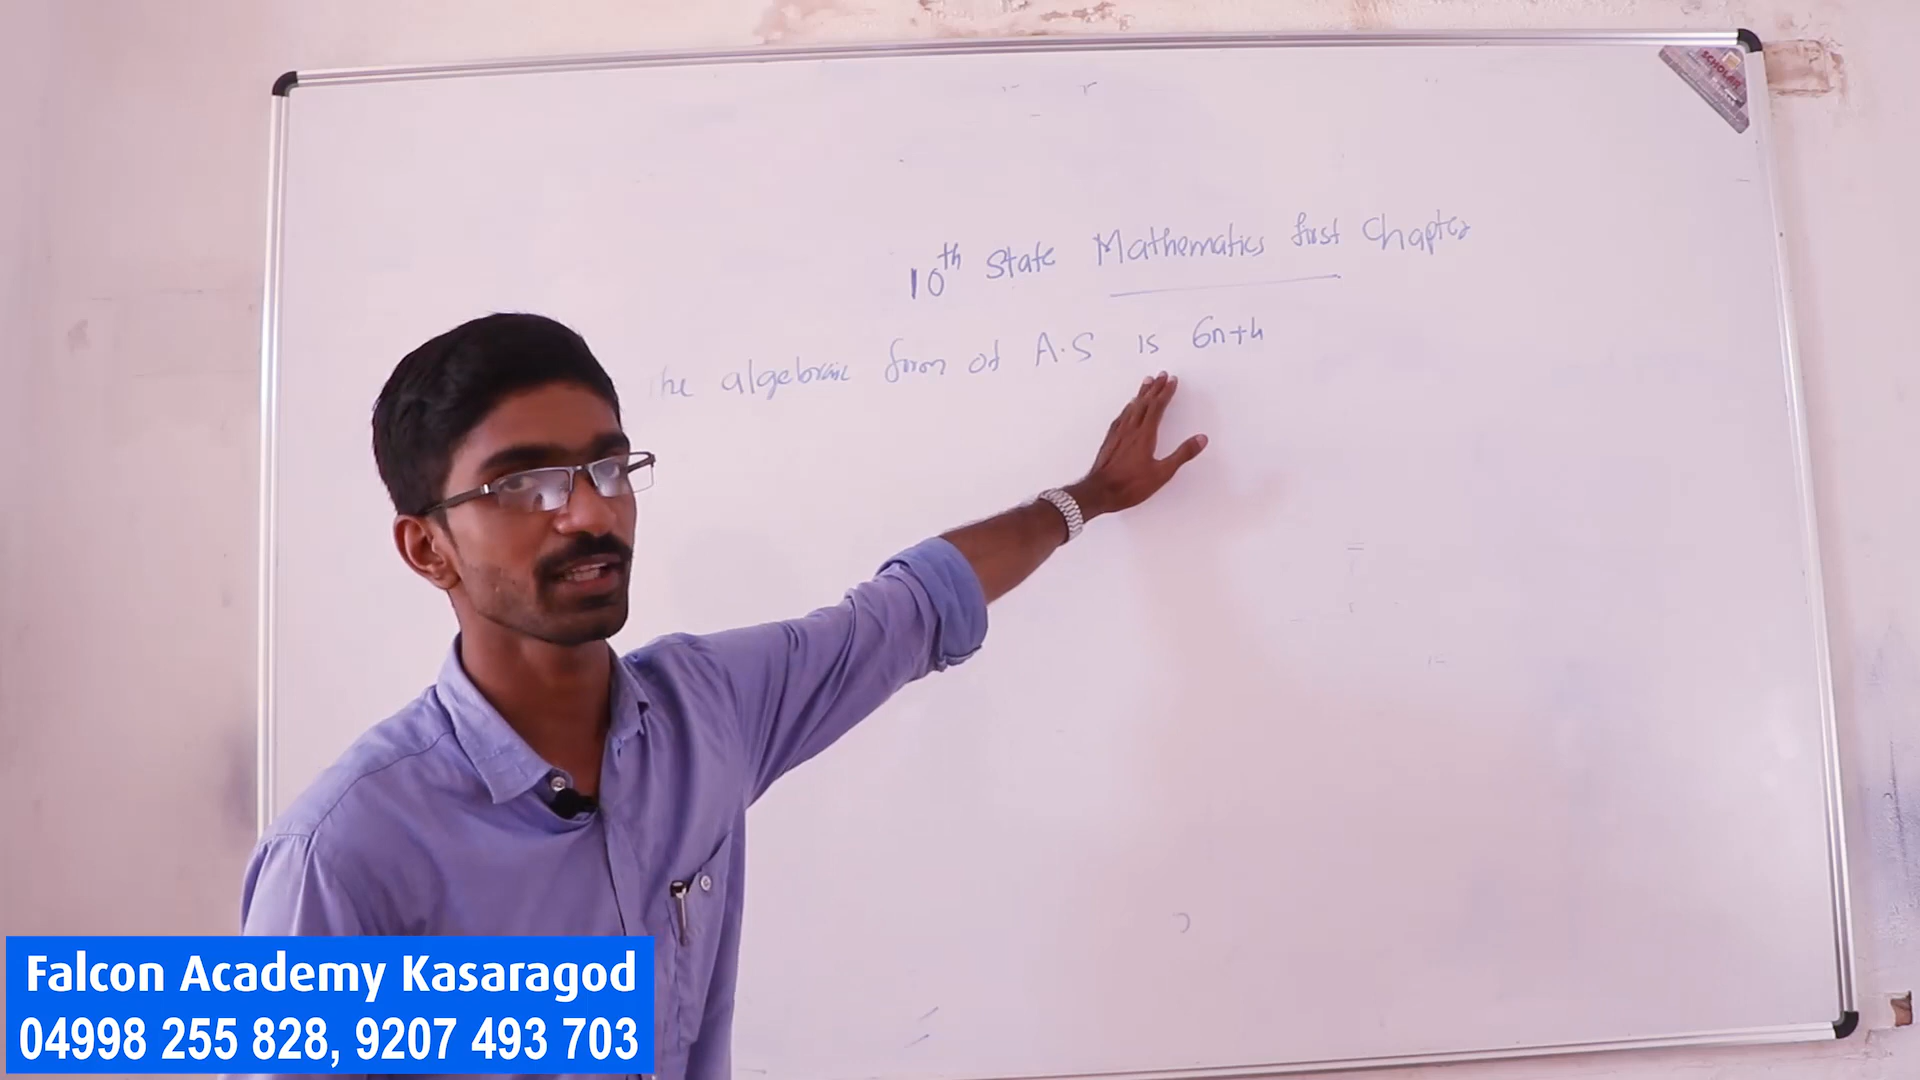 SCHOLAR
10th State Mathematics first Chapter
the algebraic form of A.S is 6n+4
Falcon Academy Kasaragod
04998 255 828, 9207 493 703